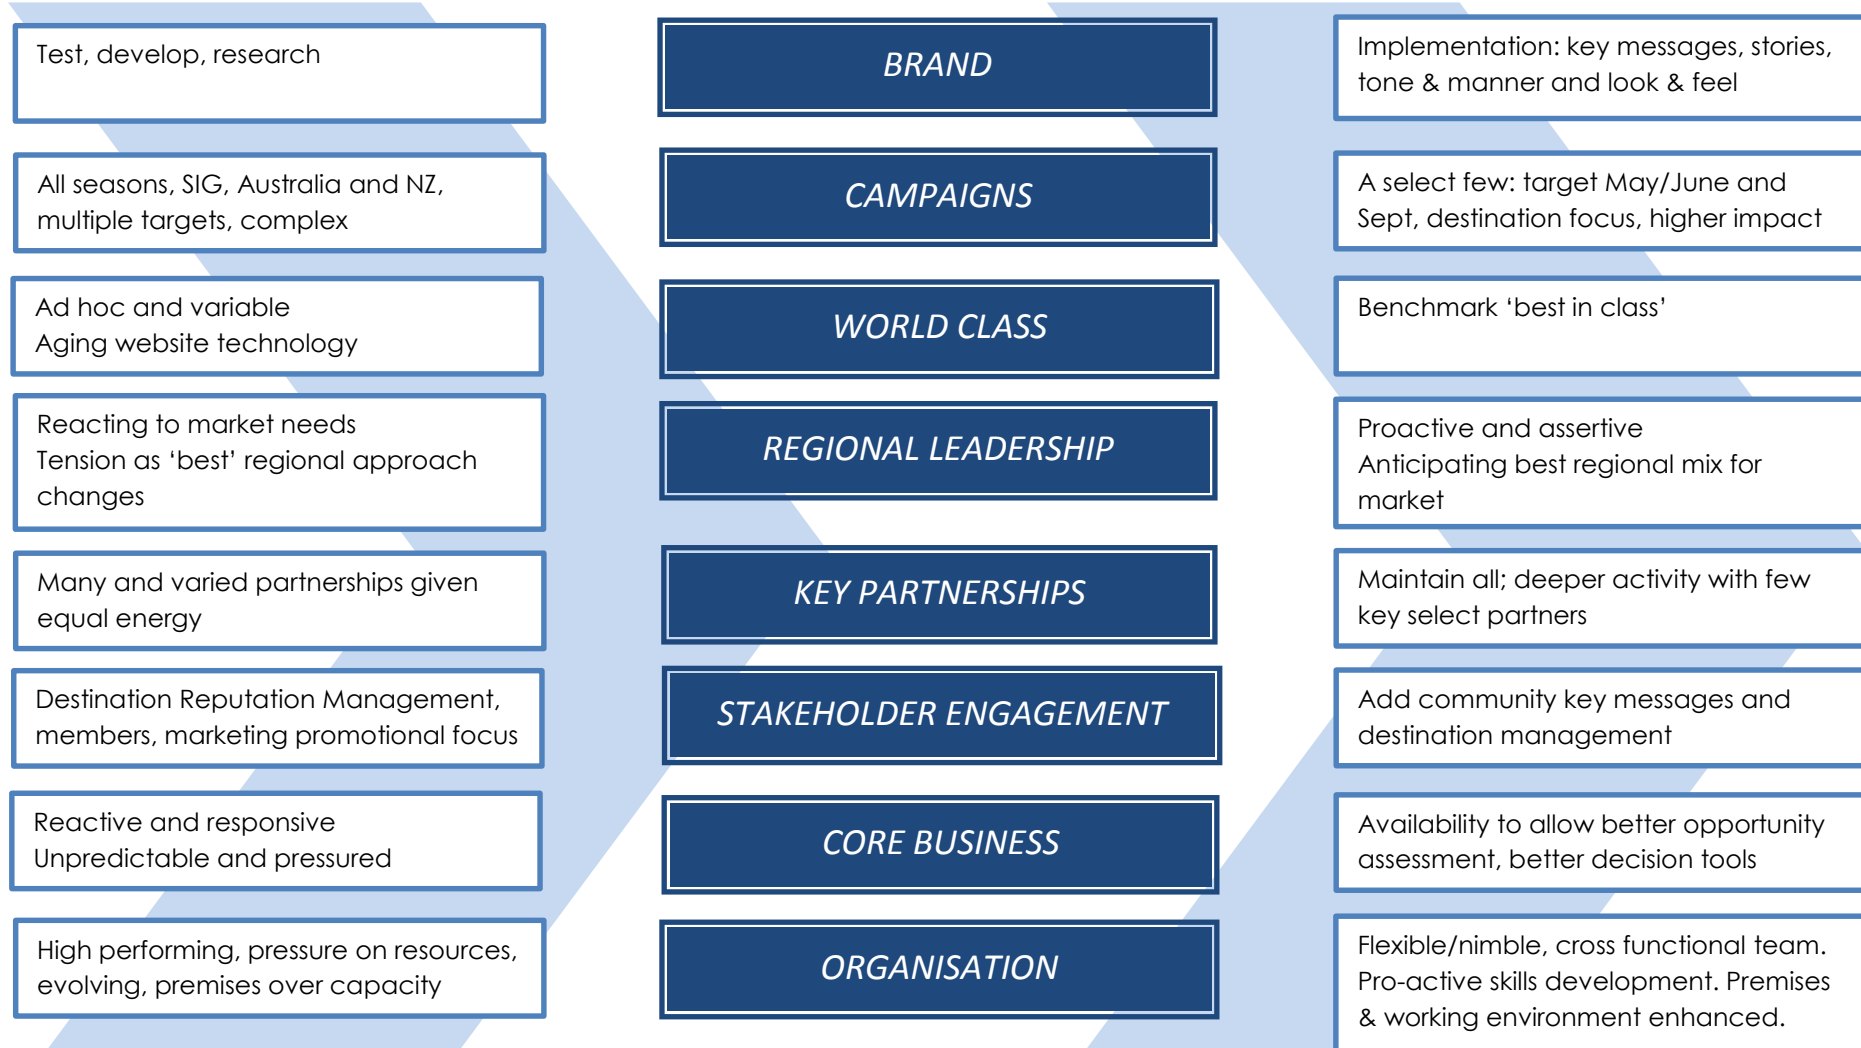 Test, develop, research
BRAND
Implementation: key messages, stories,
tone & manner and look & feel
All seasons, SIG, Australia and NZ,
multiple targets, complex
CAMPAIGNS
A select few: target May/June and
Sept, destination focus, higher impact
Ad hoc and variable
Aging website technology
WORLD CLASS
Benchmark ‘best in class’
Reacting to market needs
Tension as ‘best’ regional approach
changes
REGIONAL LEADERSHIP
Proactive and assertive
Anticipating best regional mix for
market
Many and varied partnerships given
equal energy
KEY PARTNERSHIPS
Maintain all; deeper activity with few
key select partners
Destination Reputation Management,
members, marketing promotional focus
STAKEHOLDER ENGAGEMENT
Add community key messages and
destination management
Reactive and responsive
Unpredictable and pressured
CORE BUSINESS
Availability to allow better opportunity
assessment, better decision tools
High performing, pressure on resources,
evolving, premises over capacity
ORGANISATION
Flexible/nimble, cross functional team.
Pro-active skills development. Premises
& working environment enhanced.